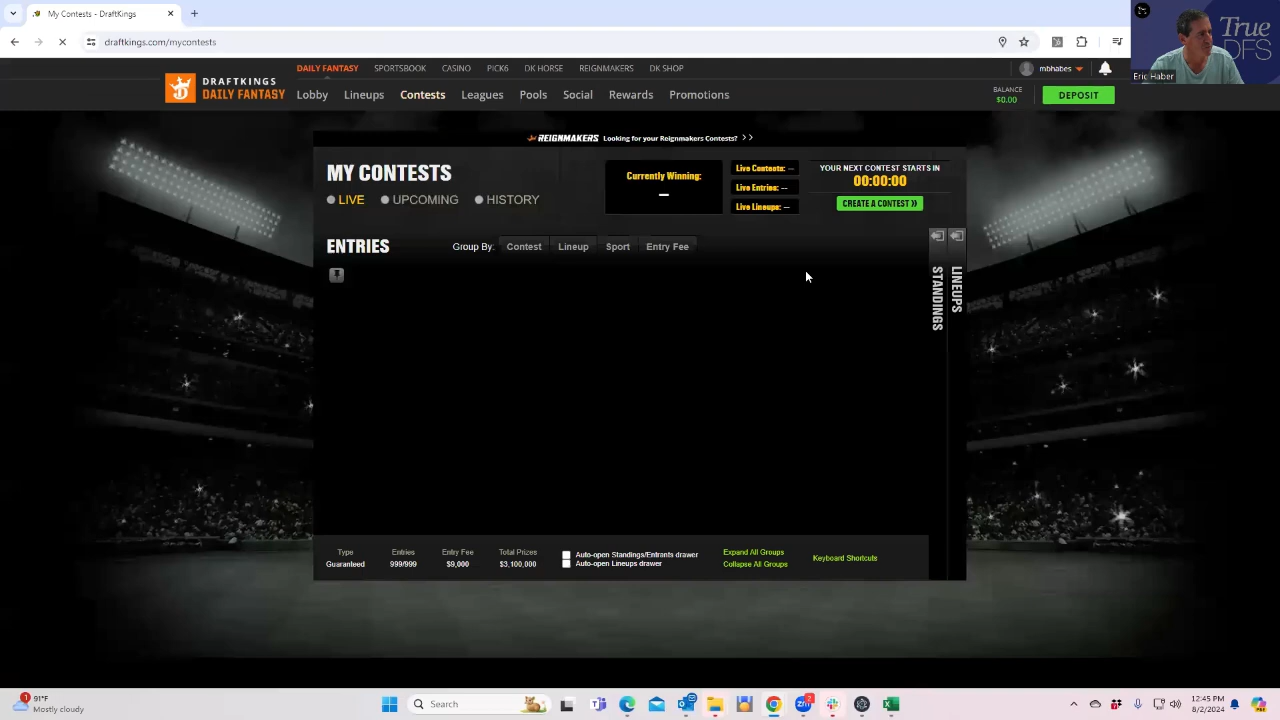 My Contests - DraftKings
draftkings.com/mycontests
True
DFS
Eric Haber
DAILY FANTASY
SPORTSBOOK
CASINO
PICK6
DK HORSE
REIGNMAKERS
DK SHOP
mbhabes
DRAFTKINGS
DAILY FANTASY
Lobby
Lineups
Contests
Leagues
Pools
Social
Rewards
Promotions
BALANCE
$0.00
DEPOSIT
REIGNMAKERS Looking for your Reignmakers Contests?
MY CONTESTS
LIVE
UPCOMING
HISTORY
Currently Winning:
–
Live Contests: --
Live Entries: --
Live Lineups: --
YOUR NEXT CONTEST STARTS IN
00:00:00
CREATE A CONTEST
ENTRIES
Group By:
Contest
Lineup
Sport
Entry Fee
STANDINGS
LINEUPS
Type
Guaranteed
Entries
999/999
Entry Fee
$9,000
Total Prizes
$3,100,000
Auto-open Standings/Entrants drawer
Auto-open Lineups drawer
Expand All Groups
Collapse All Groups
Keyboard Shortcuts
1
91°F
Mostly cloudy
Search
12:45 PM
8/2/2024